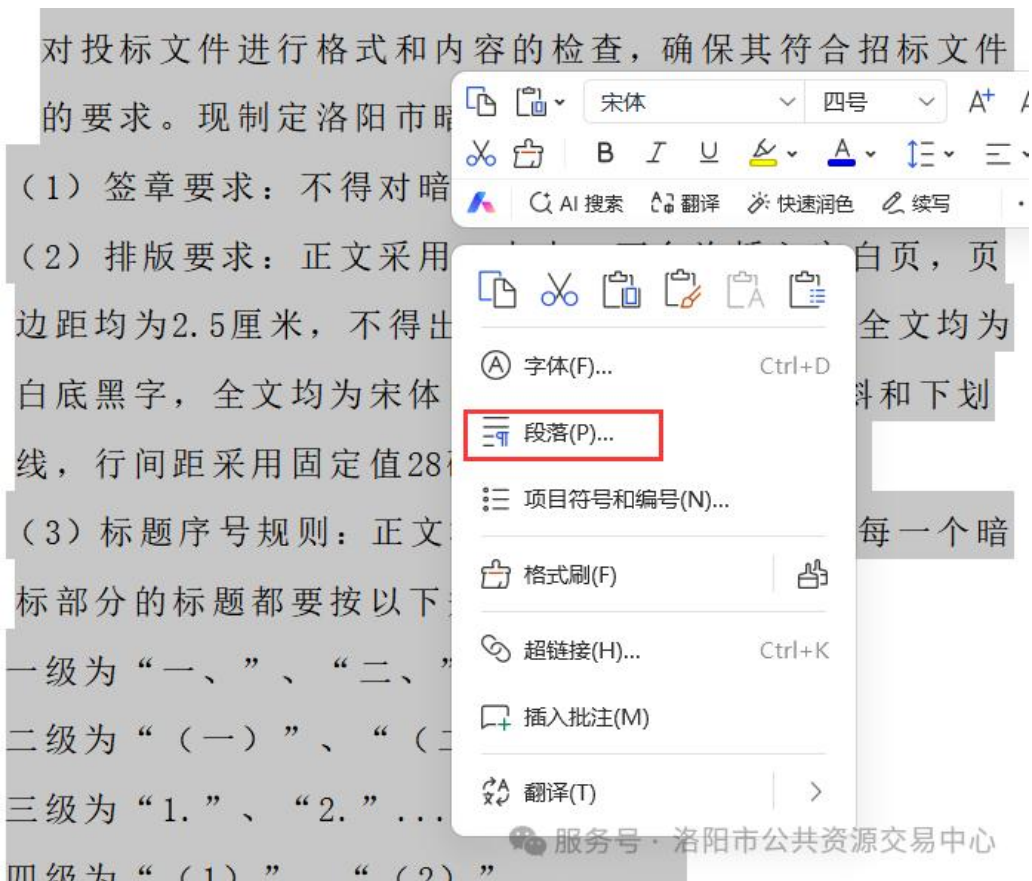 对投标文件进行格式和内容的检查，确保其符合招标文件
的要求。现制定洛阳市暗
宋体 四号 A+
B I U A
AI 搜索 翻译 快速润色 续写
（1）签章要求：不得对暗
（2）排版要求：正文采用 白页，页
边距均为2.5厘米，不得出 全文均为
字体(F)... Ctrl+D
白底黑字，全文均为宋体 和下划
段落(P)...
线，行间距采用固定值28
项目符号和编号(N)...
（3）标题序号规则：正文 每一个暗
格式刷(F)
标部分的标题都要按以下
超链接(H)... Ctrl+K
一级为“一、”、“二、”
插入批注(M)
二级为“（一）”、“（
翻译(T)
三级为“1.”、“2.”...
服务号 · 洛阳市公共资源交易中心
四级为“（1）”、“（2）”